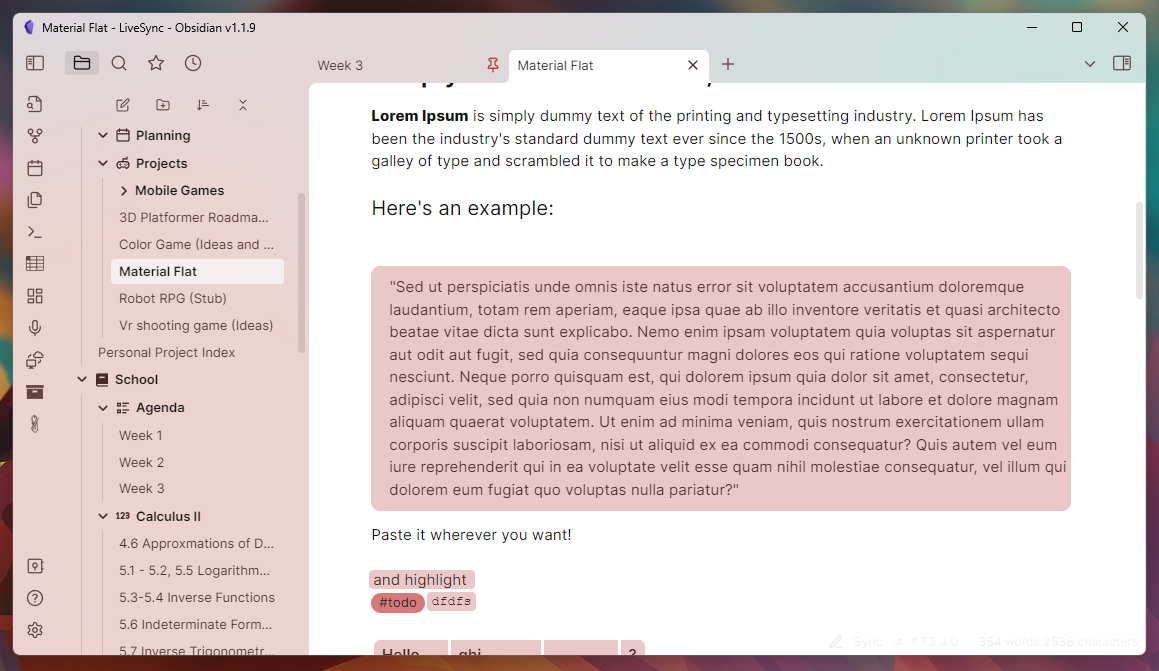 Material Flat - LiveSync - Obsidian v1.1.9
Week 3
Material Flat
Planning
Projects
Mobile Games
3D Platformer Roadma...
Color Game (Ideas and ...
Material Flat
Robot RPG (Stub)
Vr shooting game (Ideas)
Personal Project Index
School
Agenda
Week 1
Week 2
Week 3
123 Calculus II
4.6 Approxmations of D...
5.1 - 5.2, 5.5 Logarithm...
5.3-5.4 Inverse Functions
5.6 Indeterminate Form...
5.7 Inverse Trigonometr...
Lorem Ipsum is simply dummy text of the printing and typesetting industry. Lorem Ipsum has
been the industry's standard dummy text ever since the 1500s, when an unknown printer took a
galley of type and scrambled it to make a type specimen book.
Here's an example:
"Sed ut perspiciatis unde omnis iste natus error sit voluptatem accusantium doloremque
laudantium, totam rem aperiam, eaque ipsa quae ab illo inventore veritatis et quasi architecto
beatae vitae dicta sunt explicabo. Nemo enim ipsam voluptatem quia voluptas sit aspernatur
aut odit aut fugit, sed quia consequuntur magni dolores eos qui ratione voluptatem sequi
nesciunt. Neque porro quisquam est, qui dolorem ipsum quia dolor sit amet, consectetur,
adipisci velit, sed quia non numquam eius modi tempora incidunt ut labore et dolore magnam
aliquam quaerat voluptatem. Ut enim ad minima veniam, quis nostrum exercitationem ullam
corporis suscipit laboriosam, nisi ut aliquid ex ea commodi consequatur? Quis autem vel eum
iure reprehenderit qui in ea voluptate velit esse quam nihil molestiae consequatur, vel illum qui
dolorem eum fugiat quo voluptas nulla pariatur?"
Paste it wherever you want!
and highlight
#todo dfdfs
Hello ghj ?
Sync: ⚡ ↑73 ↓0 354 words 2538 characters